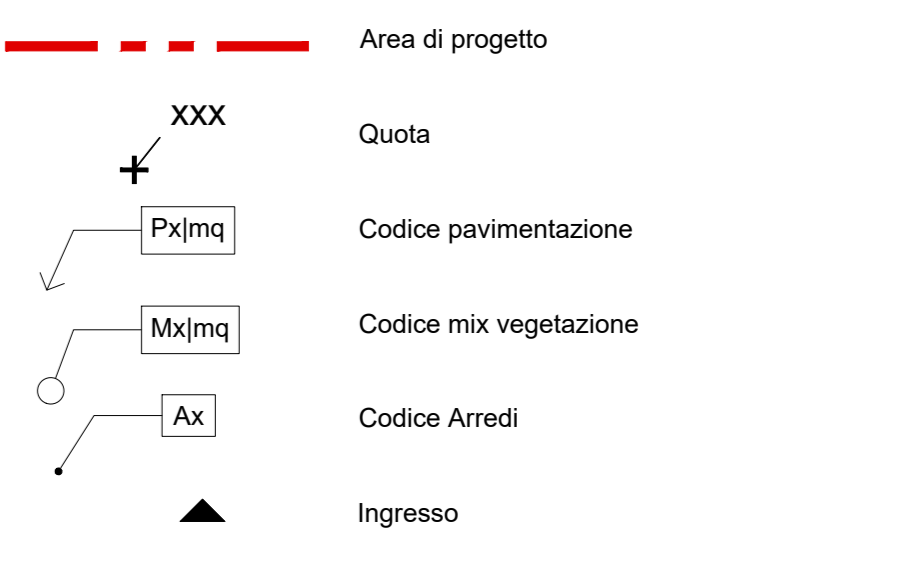 Area di progetto
xxx
Quota
Px|mq
Codice pavimentazione
Mx|mq
Codice mix vegetazione
Ax
Codice Arredi
Ingresso